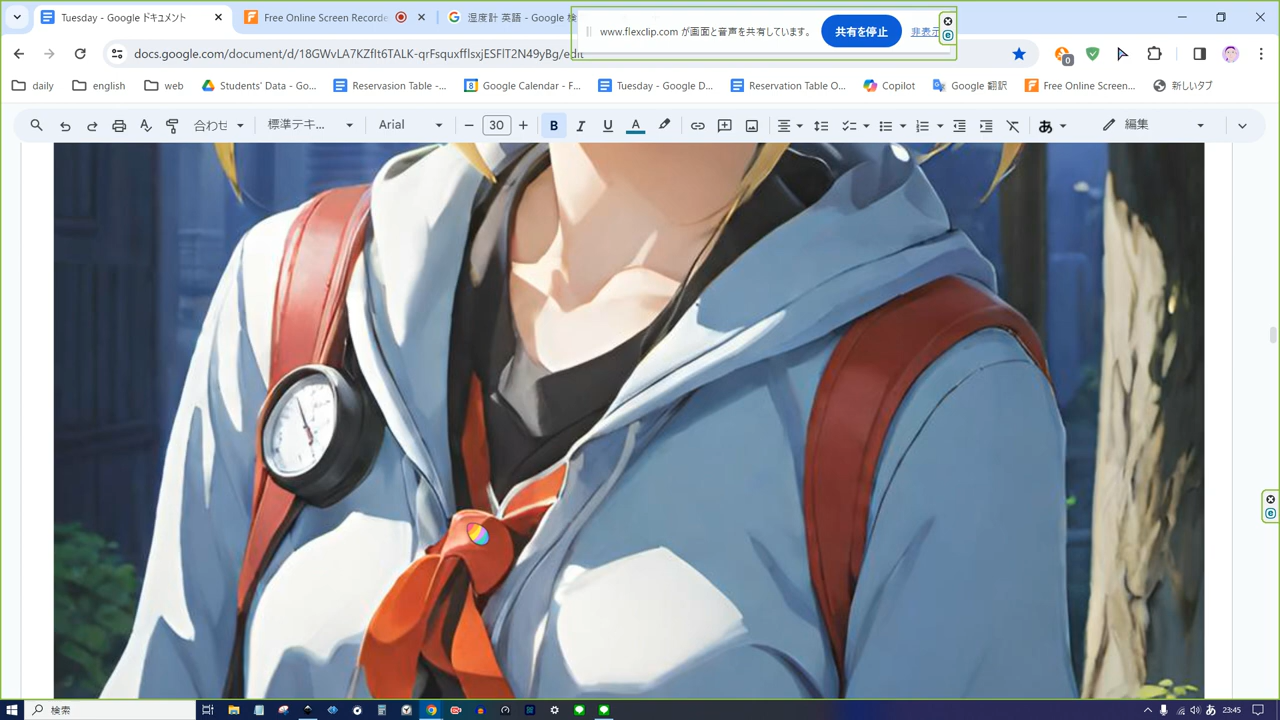 Tuesday - Google ドキュメント
Free Online Screen Recorde
湿度計 英語 - Google 検
www.flexclip.com が画面と音声を共有しています。
共有を停止
非表示
docs.google.com/document/d/
daily
english
web
Students' Data - Go...
Reservasion Table -...
Google Calendar - F...
Tuesday - Google D...
Reservation Table O...
Copilot
Google 翻訳
Free Online Screen...
新しいタブ
合わせ
標準テキ...
Arial
30
B
I
U
A
あ
編集
検索
あ
23:45